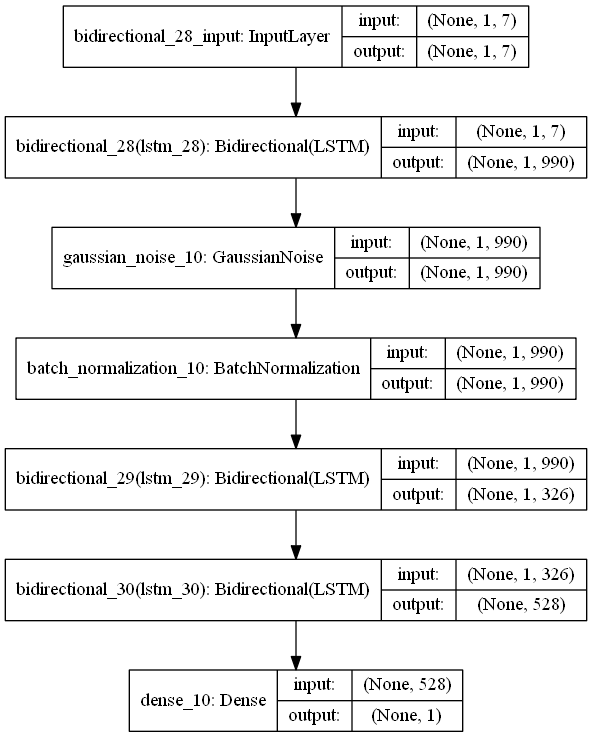 bidirectional_28_input: InputLayer input: (None, 1, 7)
output: (None, 1, 7)
bidirectional_28(lstm_28): Bidirectional(LSTM) input: (None, 1, 7)
output: (None, 1, 990)
gaussian_noise_10: GaussianNoise input: (None, 1, 990)
output: (None, 1, 990)
batch_normalization_10: BatchNormalization input: (None, 1, 990)
output: (None, 1, 990)
bidirectional_29(lstm_29): Bidirectional(LSTM) input: (None, 1, 990)
output: (None, 1, 326)
bidirectional_30(lstm_30): Bidirectional(LSTM) input: (None, 1, 326)
output: (None, 528)
dense_10: Dense input: (None, 528)
output: (None, 1)